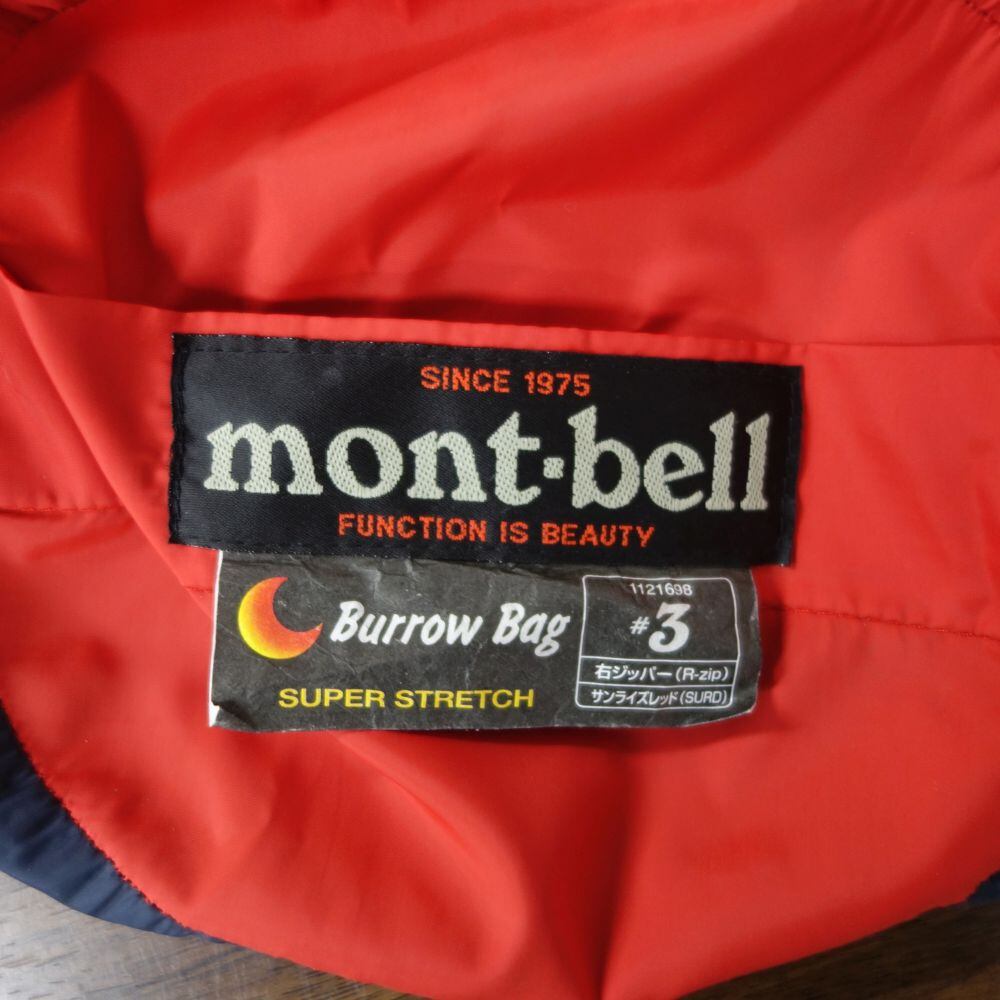 SINCE 1975
mont·bell
FUNCTION IS BEAUTY
Burrow Bag
SUPER STRETCH
1121698
#3
右ジッパー(R-zip)
サンライズレッド(SURD)